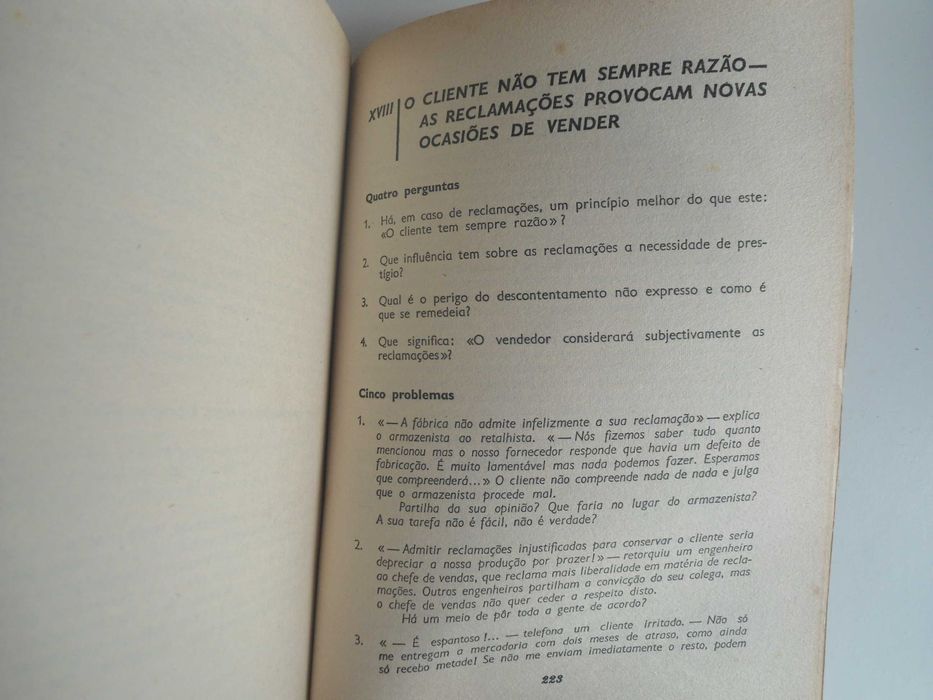 XVIII O CLIENTE NÃO TEM SEMPRE RAZÃO—
AS RECLAMAÇÕES PROVOCAM NOVAS
OCASIÕES DE VENDER
Quatro perguntas
1. Há, em caso de reclamações, um princípio melhor do que este:
«O cliente tem sempre razão»?
2. Que influência tem sobre as reclamações a necessidade de pres-
tígio?
3. Qual é o perigo do descontentamento não expresso e como é
que se remedeia?
4. Que significa: «O vendedor considerará subjectivamente as
reclamações»?
Cinco problemas
1. «—A fábrica não admite infelizmente a sua reclamação»—explica
o armazenista ao retalhista. «—Nós fizemos saber tudo quanto
mencionou mas o nosso fornecedor responde que havia um defeito de
fabricação. É muito lamentável mas nada podemos fazer. Esperamos
que compreenderá...» O cliente não compreende nada de nada e julga
que o armazenista procede mal.
Partilha da sua opinião? Que faria no lugar do armazenista?
A sua tarefa não é fácil, não é verdade?
2. «—Admitir reclamações injustificadas para conservar o cliente seria
depreciar a nossa produção por prazer!»—retorquiu um engenheiro
ao chefe de vendas, que reclama mais liberalidade em matéria de recla-
mações. Outros engenheiros partilham a convicção do seu colega, mas
o chefe de vendas não quer ceder a respeito disto.
Há um meio de pôr toda a gente de acordo?
3. «— É espantoso!... — telefona um cliente irritado. — Não só
me entregam a mercadoria com dois meses de atraso, como ainda
só recebo metade! Se não me enviam imediatamente o resto, podem
223